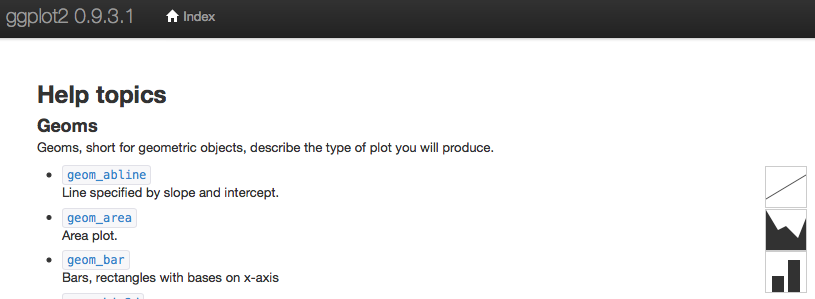 ggplot2 0.9.3.1 Index
Help topics
Geoms
Geoms, short for geometric objects, describe the type of plot you will produce.
geom_abline
Line specified by slope and intercept.
geom_area
Area plot.
geom_bar
Bars, rectangles with bases on x-axis